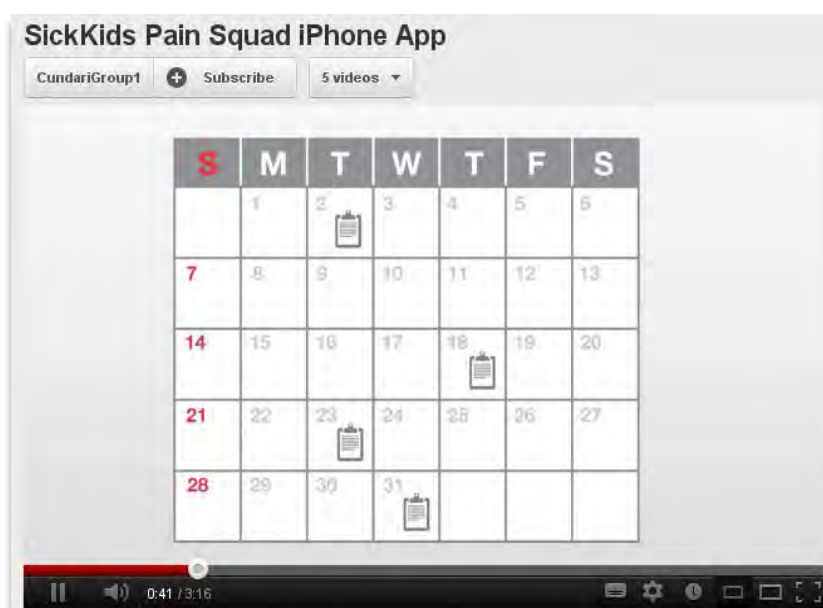 SickKids Pain Squad iPhone App
CundariGroup1 Subscribe 5 videos
S M T W T F S
1 2 3 4 5 6
7 8 9 10 11 12 13
14 15 16 17 18 19 20
21 22 23 24 25 26 27
28 29 30 31
0:41 / 3:16